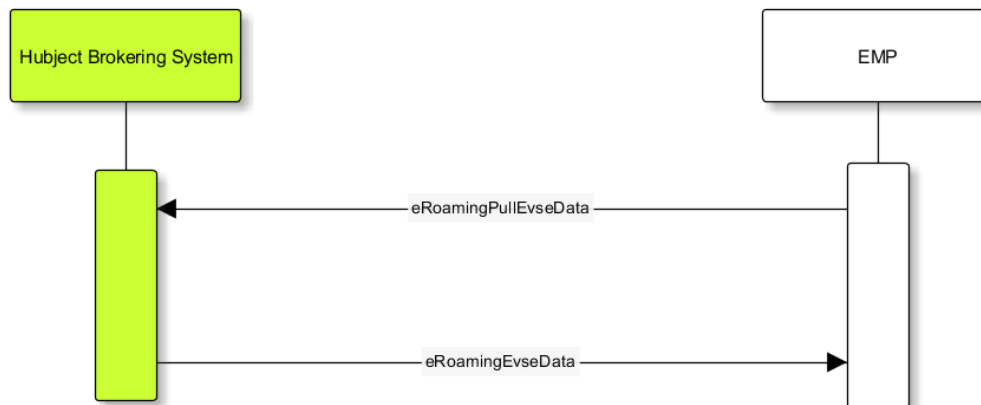 Hubject Brokering System
EMP
eRoamingPullEvseData
eRoamingEvseData